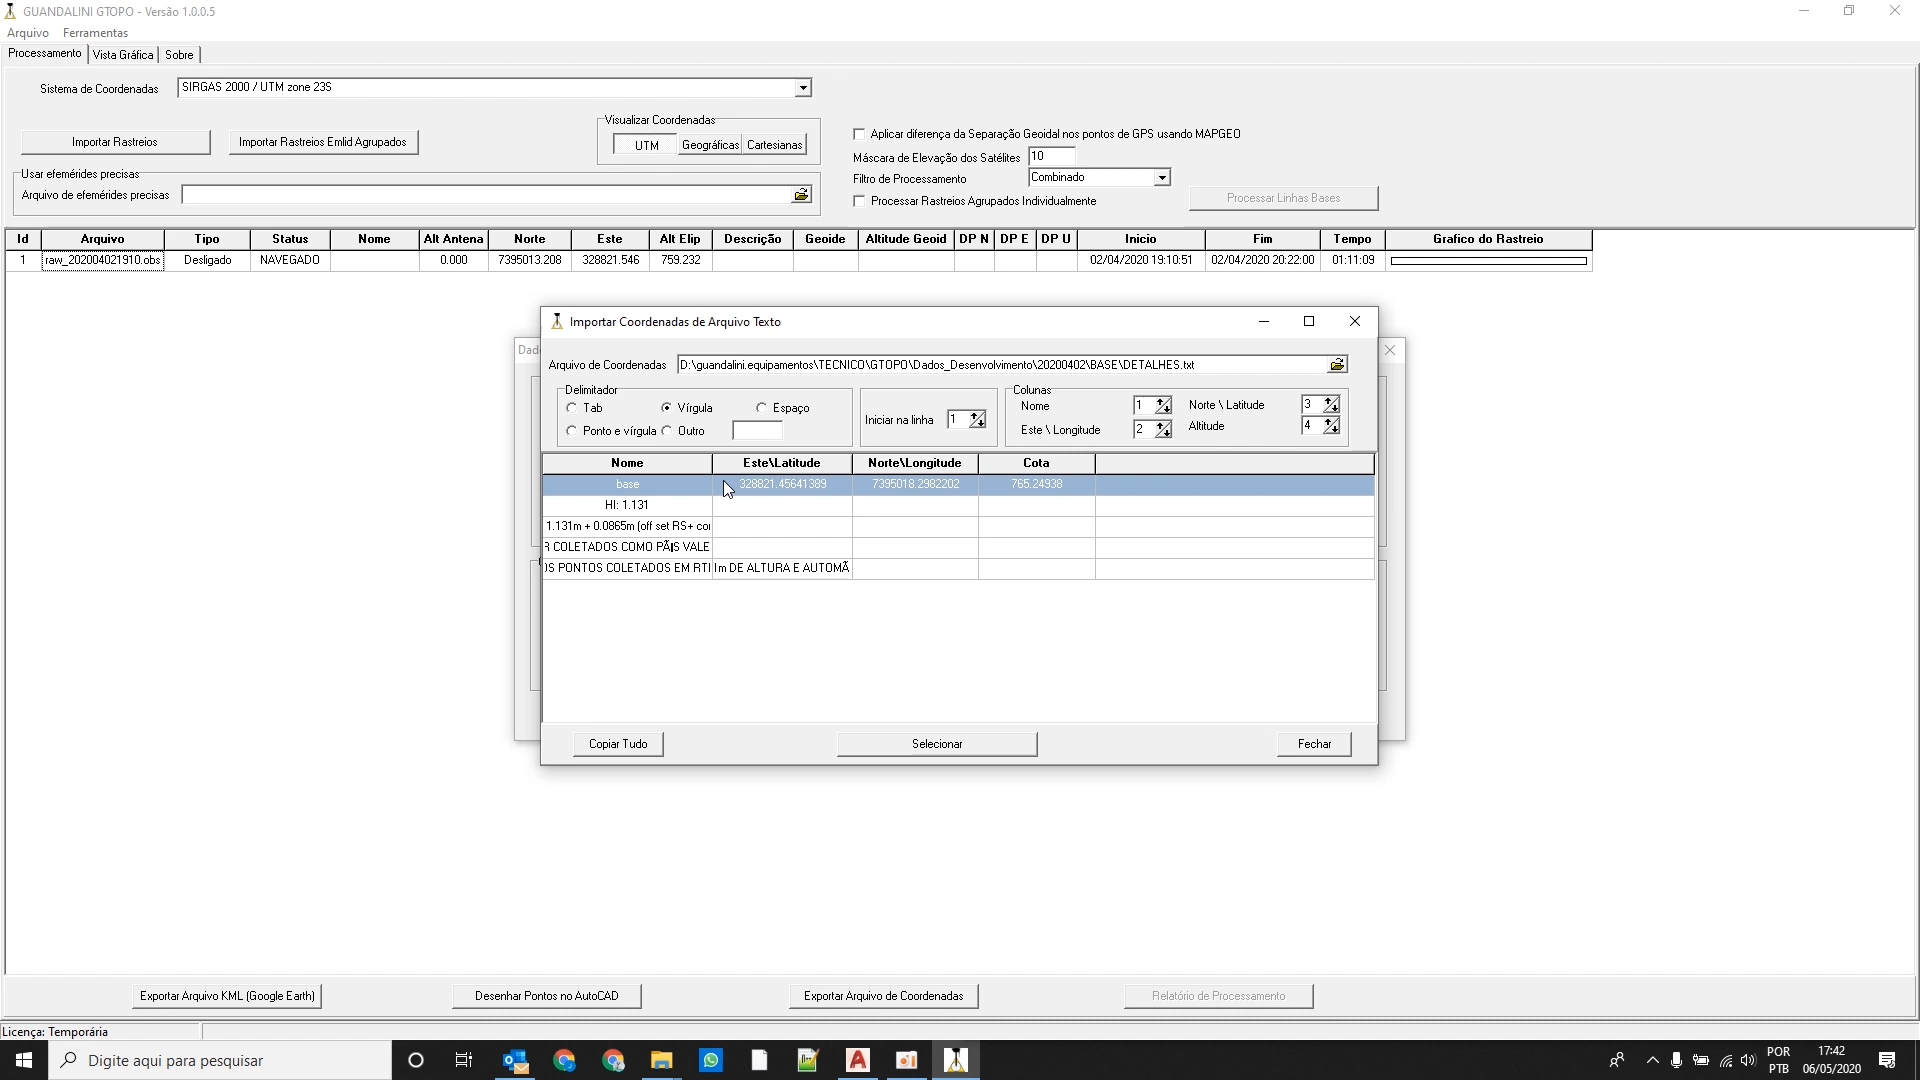 GUANDALINI GTOPO - Versão 1.0.0.5
Arquivo Ferramentas
Processamento Vista Gráfica Sobre
Sistema de Coordenadas SIRGAS 2000 / UTM zone 23S
Visualizar Coordenadas
Importar Rastreios Importar Rastreios Emlid Agrupados UTM Geográficas Cartesianas
Aplicar diferença da Separação Geoidal nos pontos de GPS usando MAPGEO
Máscara de Elevação dos Satélites 10
Filtro de Processamento Combinado
Processar Rastreios Agrupados Individualmente
Processar Linhas Bases
Usar efemérides precisas
Arquivo de efemérides precisas
Id Arquivo Tipo Status Nome Alt Antena Norte Este Alt Elip Descrição Geoide Altitude Geoid DP N DP E DP U Inicio Fim Tempo Grafico do Rastreio
1 raw_202004021910.obs Desligado NAVEGADO 0.000 7395013.208 328821.546 759.232 02/04/2020 19:10:51 02/04/2020 20:22:00 01:11:09
Importar Coordenadas de Arquivo Texto
Arquivo de Coordenadas D:\guandalini.equipamentos\TECNICO\GTOPO\Dados_Desenvolvimento\20200402\BASE\DETALHES.txt
Delimitador
Tab Vírgula Espaço
Ponto e vírgula Outro
Iniciar na linha 1
Colunas
Nome 1 Norte \ Latitude 3
Este \ Longitude 2 Altitude 4
Nome Este\Latitude Norte\Longitude Cota
base 328821.45641389 7395018.2982202 765.24938
HI: 1.131
1.131m + 0.0865m (off set RS+ co
COLETADOS COMO PÃIS VALE
PONTOS COLETADOS EM RT DE ALTURA E AUTOMÃ
Copiar Tudo Selecionar Fechar
Exportar Arquivo KML (Google Earth) Desenhar Pontos no AutoCAD Exportar Arquivo de Coordenadas Relatório de Processamento
Licença: Temporária
Digite aqui para pesquisar
POR
PTB
17:42
06/05/2020